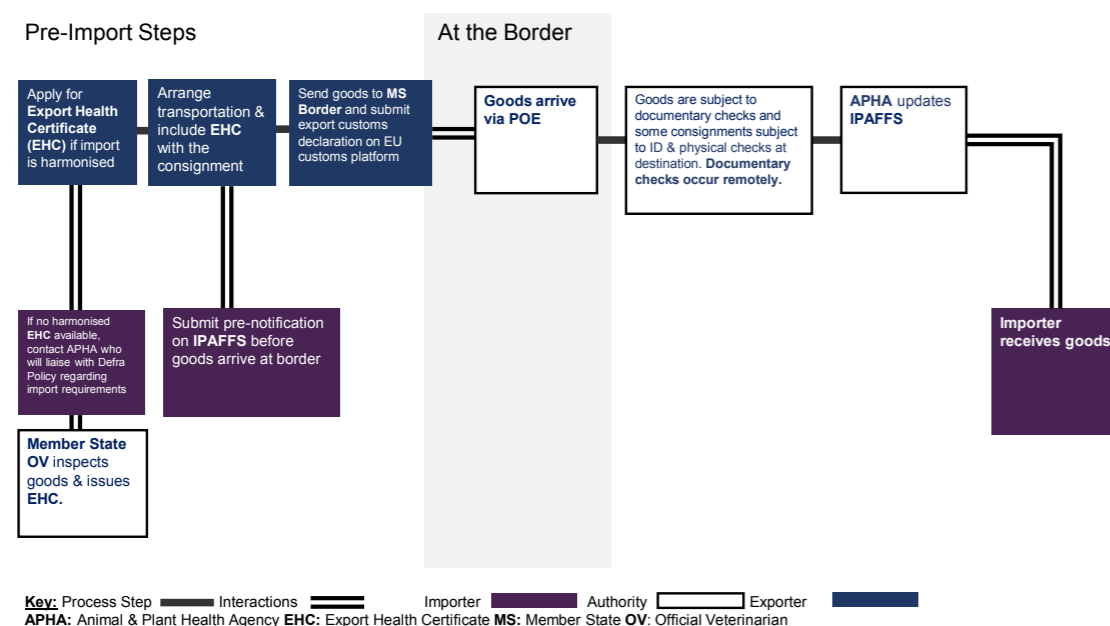 Pre-Import Steps
At the Border
Apply for
Export Health
Certificate
(EHC) if import
is harmonised
Arrange
transportation &
include EHC
with the
consignment
Send goods to MS
Border and submit
export customs
declaration on EU
customs platform
Goods arrive
via POE
Goods are subject to
documentary checks and
some consignments subject
to ID & physical checks at
destination. Documentary
checks occur remotely.
APHA updates
IPAFFS
If no harmonised
EHC available,
contact APHA who
will liaise with Defra
Policy regarding
import requirements
Submit pre-notification
on IPAFFS before
goods arrive at border
Importer
receives goods
Member State
OV inspects
goods & issues
EHC.
Key: Process Step Interactions Importer Authority Exporter
APHA: Animal & Plant Health Agency EHC: Export Health Certificate MS: Member State OV: Official Veterinarian